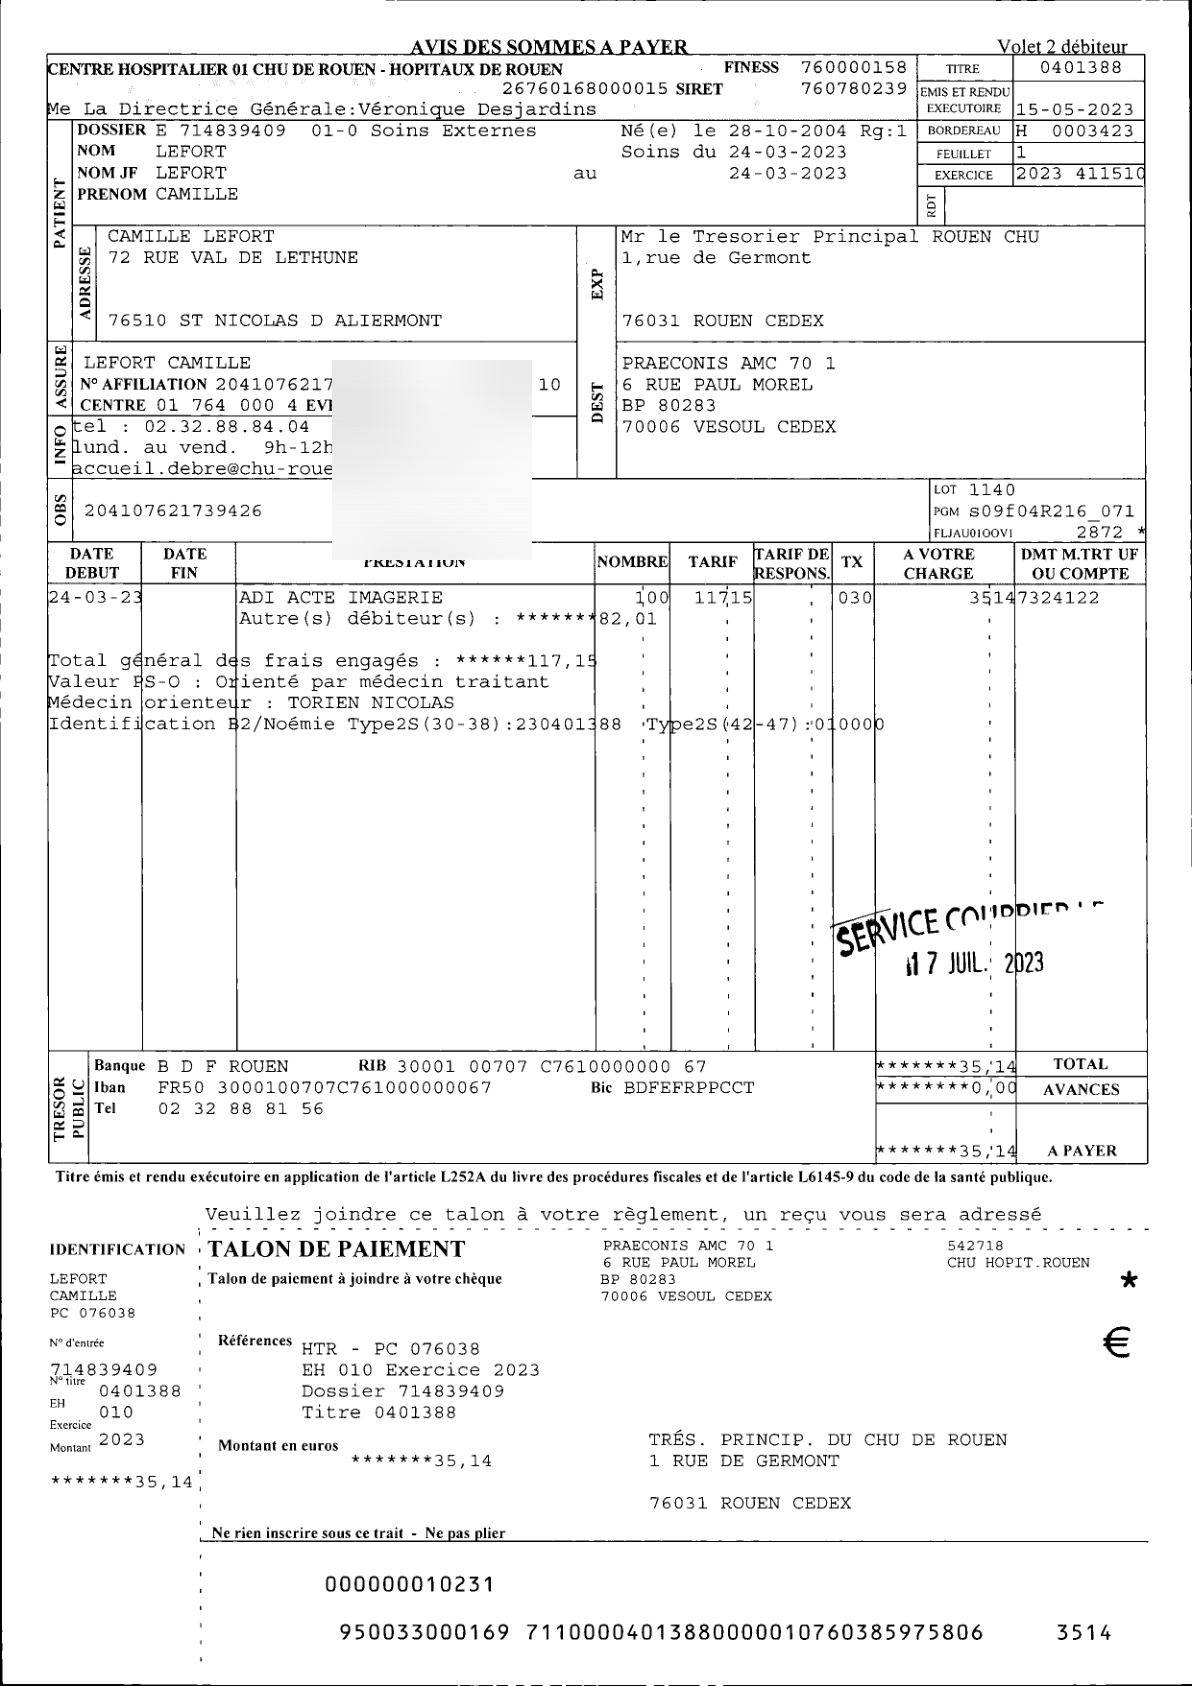 AVIS DES SOMMES A PAYER
Volet 2 débiteur
CENTRE HOSPITALIER 01 CHU DE ROUEN - HOPITAUX DE ROUEN
FINESS 760000158
26760168000015 SIRET 760780239
Me La Directrice Générale:Véronique Desjardins
TITRE 0401388
EMIS ET RENDU
EXECUTOIRE 15-05-2023
BORDEREAU H 0003423
FEUILLET 1
EXERCICE 2023 411510
RDT
PATIENT
DOSSIER E 714839409 01-0 Soins Externes
Né(e) le 28-10-2004 Rg:1
NOM LEFORT
Soins du 24-03-2023
NOM JF LEFORT
au 24-03-2023
PRENOM CAMILLE
ADRESSE
CAMILLE LEFORT
72 RUE VAL DE LETHUNE
76510 ST NICOLAS D ALIERMONT
EXP
Mr le Tresorier Principal ROUEN CHU
1,rue de Germont
76031 ROUEN CEDEX
ASSURE
LEFORT CAMILLE
N° AFFILIATION 2041076217 10
CENTRE 01 764 000 4
INFO
tel : 02.32.88.84.04
lund. au vend. 9h-12h
accueil.debre@chu-roue
DEST
PRAECONIS AMC 70 1
6 RUE PAUL MOREL
BP 80283
70006 VESOUL CEDEX
OBS
204107621739426
LOT 1140
PGM s09f04R216_071
FLJAU01OOV1 2872 *
DATE DEBUT
DATE FIN
PRESTATION
NOMBRE
TARIF
TARIF DE RESPONS.
TX
A VOTRE CHARGE
DMT M.TRT UF OU COMPTE
24-03-23 ADI ACTE IMAGERIE 100 11715 030 3514 7324122
Autre(s) débiteur(s) : *******82,01
Total général des frais engagés : ******117,15
Valeur PS-O : Orienté par médecin traitant
Médecin orienteur : TORIEN NICOLAS
Identification B2/Noémie Type2S(30-38):230401388 Type2S(42-47):010000
SERVICE COURRIER
17 JUIL. 2023
TRESOR PUBLIC
Banque B D F ROUEN RIB 30001 00707 C7610000000 67
Iban FR50 3000100707C761000000067 Bic BDFEFRPPCCT
Tel 02 32 88 81 56
*******35,14 TOTAL
********0,00 AVANCES
*******35,14 A PAYER
Titre émis et rendu exécutoire en application de l'article L252A du livre des procédures fiscales et de l'article L6145-9 du code de la santé publique.
Veuillez joindre ce talon à votre règlement, un reçu vous sera adressé
IDENTIFICATION
LEFORT
CAMILLE
PC 076038
N° d'entrée
714839409
N° titre
0401388
EH
010
Exercice
2023
Montant
*******35,14
TALON DE PAIEMENT
Talon de paiement à joindre à votre chèque
PRAECONIS AMC 70 1
6 RUE PAUL MOREL
BP 80283
70006 VESOUL CEDEX
542718
CHU HOPIT.ROUEN
*
€
Références HTR - PC 076038
EH 010 Exercice 2023
Dossier 714839409
Titre 0401388
Montant en euros
*******35,14
TRÉS. PRINCIP. DU CHU DE ROUEN
1 RUE DE GERMONT
76031 ROUEN CEDEX
Ne rien inscrire sous ce trait - Ne pas plier
000000010231
950033000169 711000040138800000107603859758​06 3514